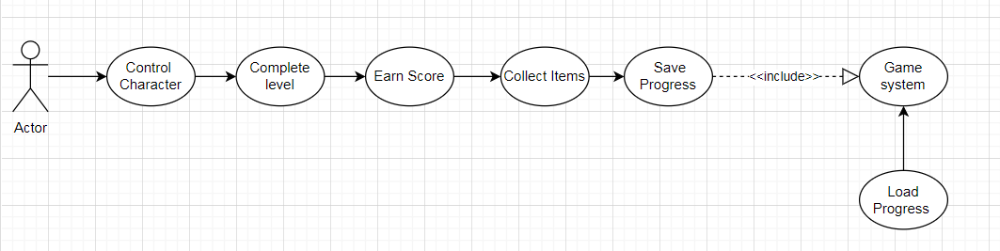 Control
Character
Complete
level
Earn Score
Collect Items
Save
Progress
<<include>>
Game
system
Actor
Load
Progress